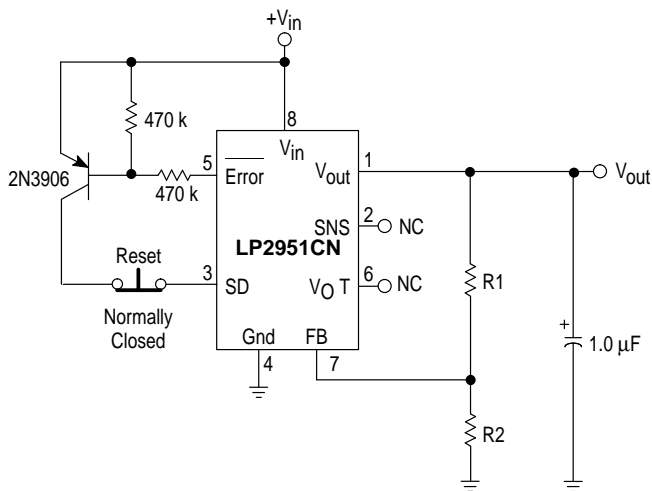 +Vin
470 k
8
Vin
2N3906
470 k
5
Error
Vout
1
Vout
SNS
2
NC
LP2951CN
Reset
3
SD
VO T
6
NC
R1
Normally
Closed
Gnd
FB
4
7
+
1.0 µF
R2